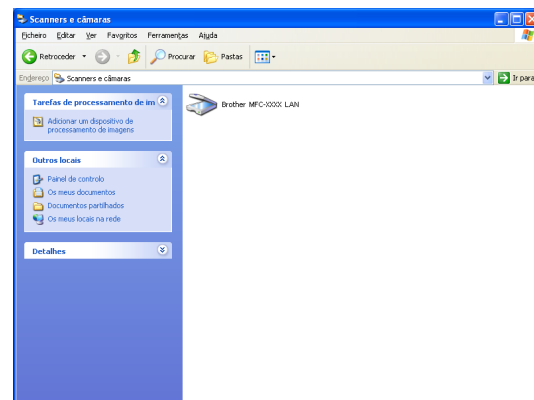 Scanners e câmaras
Ficheiro Editar Ver Favoritos Ferramentas Ajuda
Retroceder Procurar Pastas
Endereço Scanners e câmaras Ir para
Tarefas de processamento de im
Adicionar um dispositivo de
processamento de imagens
Outros locais
Painel de controlo
Os meus documentos
Documentos partilhados
Os meus locais na rede
Detalhes
Brother MFC-XXXX LAN